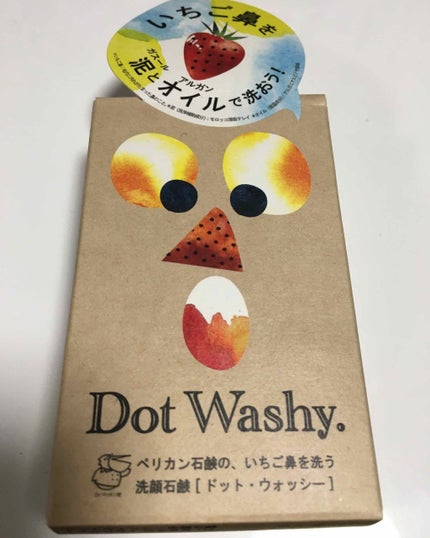 いちご鼻を
ガスール アルガン
泥とオイルで洗おう!
Dot Washy.
ペリカン石鹸の、いちご鼻を洗う
洗顔石鹸[ドット・ウォッシー]